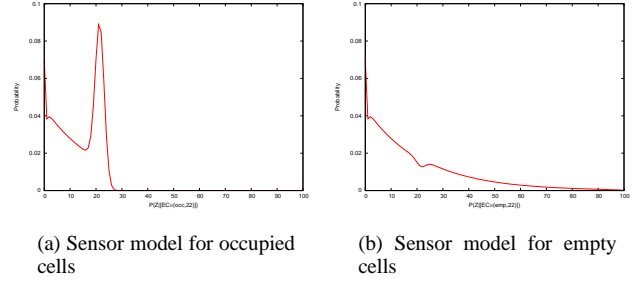 0.1
0.08
0.06
0.04
0.02
0
Probability
0 10 20 30 40 50 60 70 80 90 100
P(Z|[EC=(occ,22)])
(a) Sensor model for occupied
cells
0.1
0.08
0.06
0.04
0.02
0
Probability
0 10 20 30 40 50 60 70 80 90 100
P(Z|[EC=(emp,22)])
(b) Sensor model for empty
cells